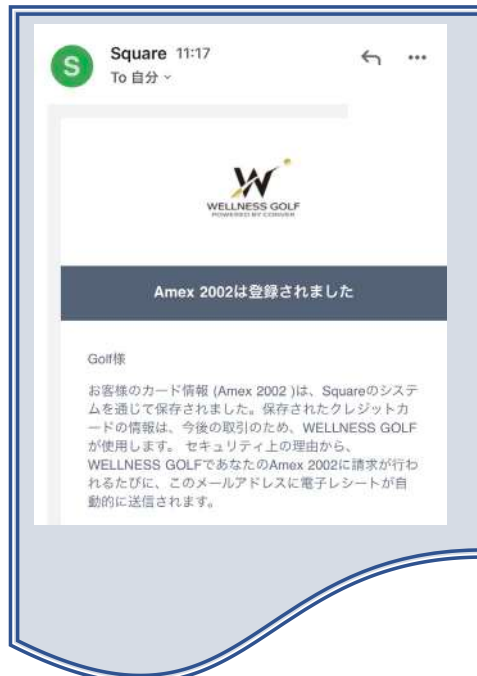 S
Square 11:17
To 自分
W
WELLNESS GOLF
POWERED BY CONVER
Amex 2002は登録されました
Golf様
お客様のカード情報 (Amex 2002 )は、Squareのシステ
ムを通じて保存されました。保存されたクレジットカ
ードの情報は、今後の取引のため、WELLNESS GOLF
が使用します。 セキュリティ上の理由から、
WELLNESS GOLFであなたのAmex 2002に請求が行わ
れるたびに、このメールアドレスに電子レシートが自
動的に送信されます。